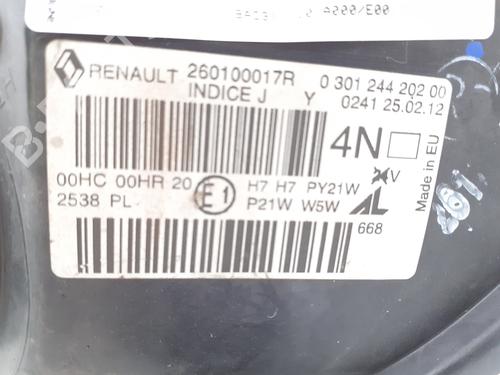 RENAULT 260100017R 0 301 244 202 00
INDICE J Y 0241 25.02.12
4N
Made in EU
00HC 00HR 20 E1 H7 H7 PY21W V
2538 PL P21W W5W AL
668